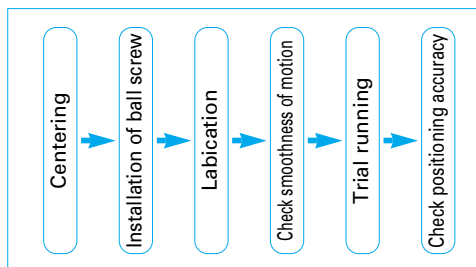 Centering
Installation of ball screw
Labication
Check smoothness of motion
Trial running
Check positioning accuracy